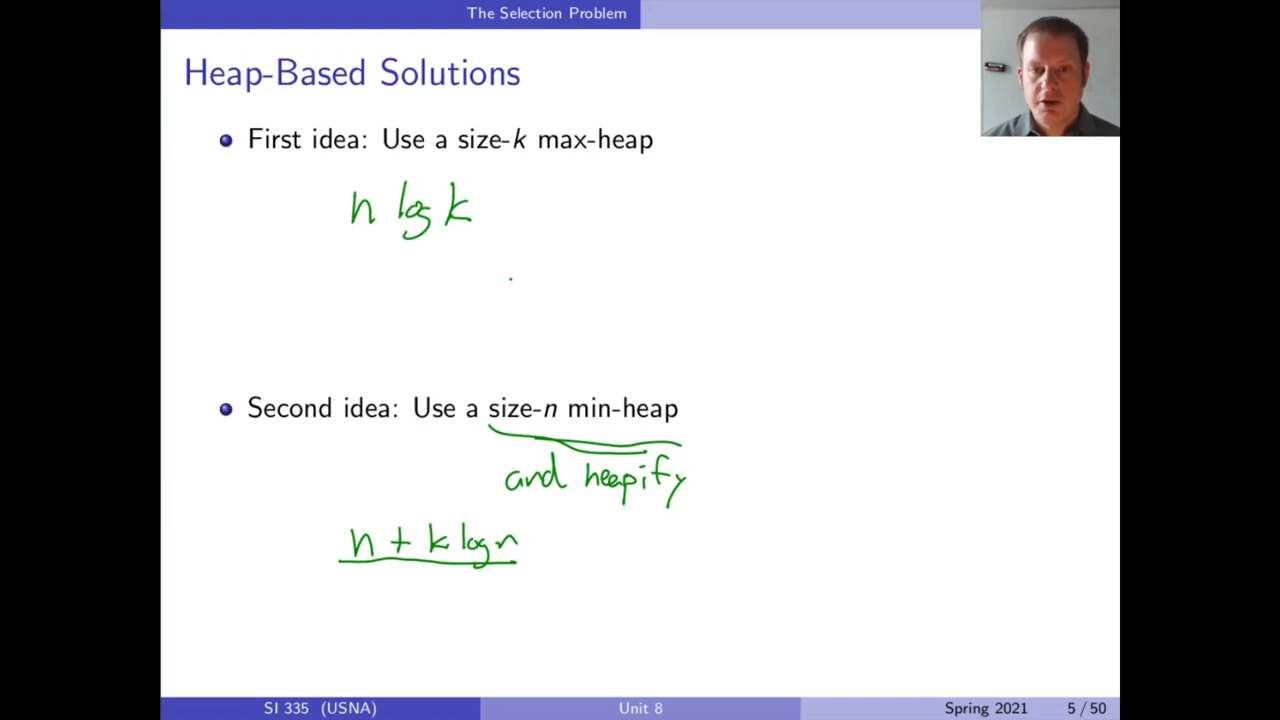 The Selection Problem
Heap-Based Solutions
First idea: Use a size-k max-heap
n log k
Second idea: Use a size-n min-heap
and heapify
n + k log n
SI 335 (USNA) Unit 8 Spring 2021 5 / 50